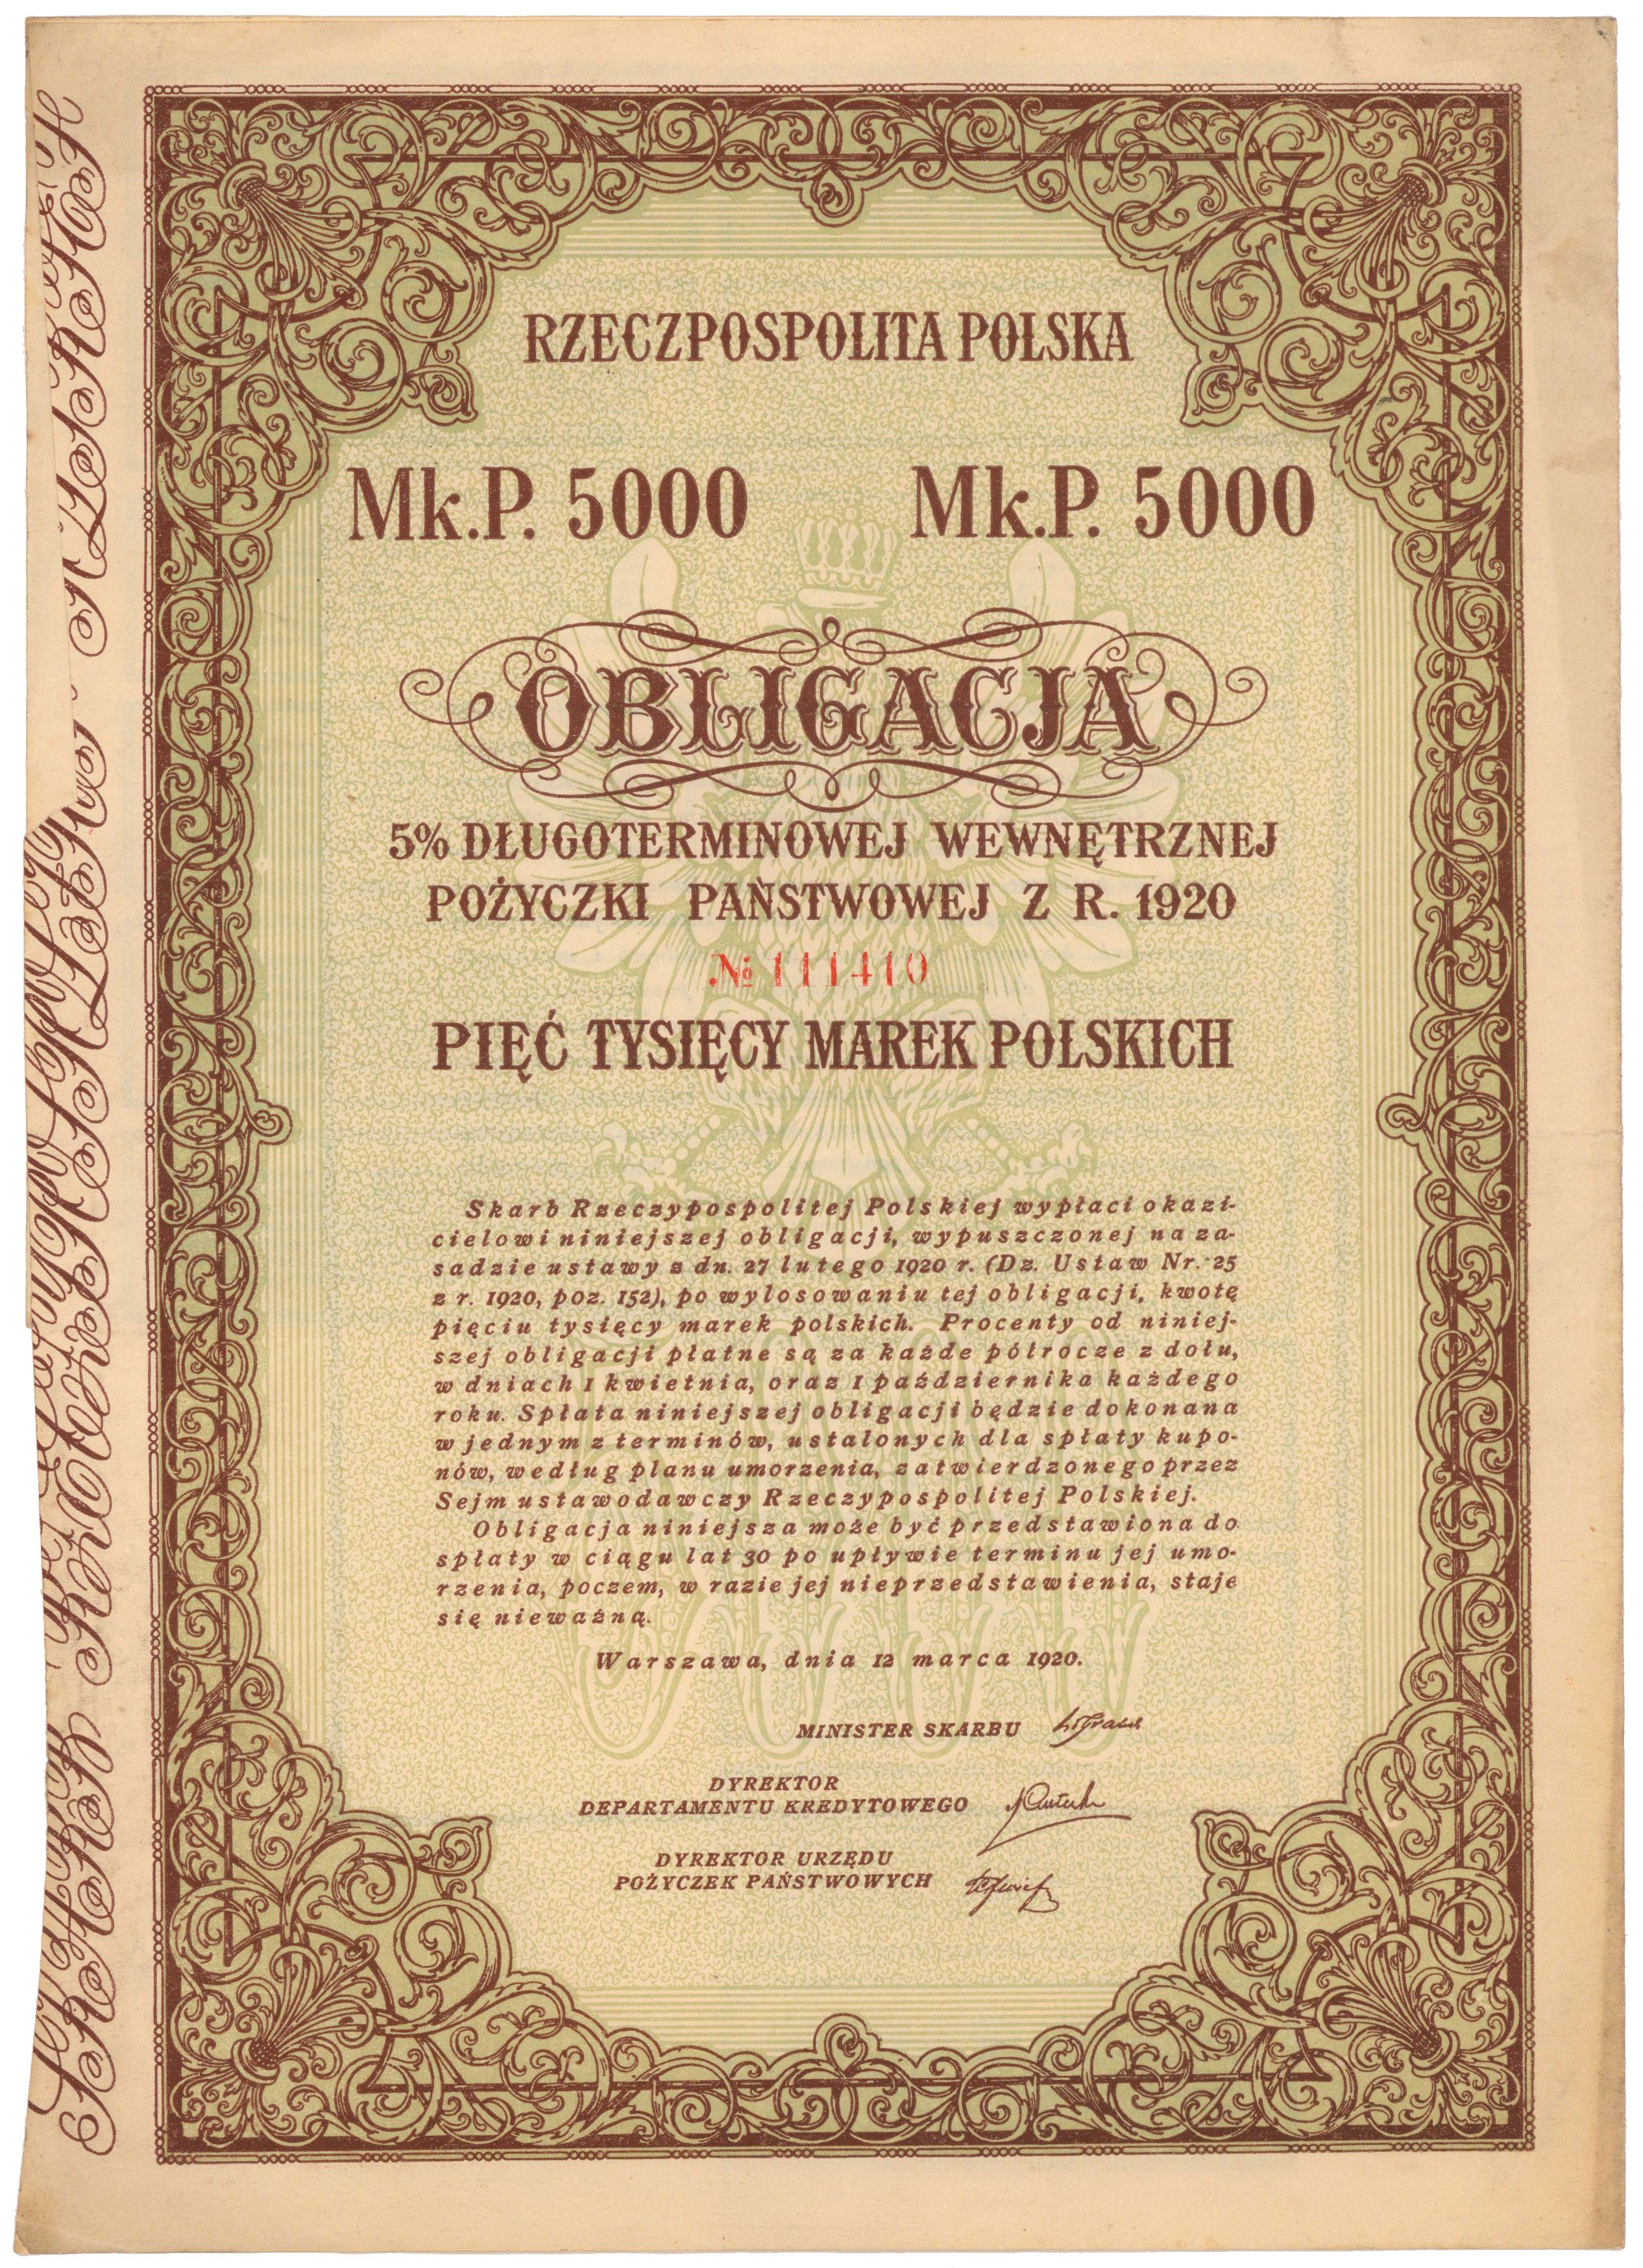 RZECZPOSPOLITA POLSKA
Mk.P. 5000 Mk.P. 5000
OBLIGACJA
5% DŁUGOTERMINOWEJ WEWNĘTRZNEJ
POŻYCZKI PAŃSTWOWEJ Z R. 1920
№ 111410
PIĘĆ TYSIĘCY MAREK POLSKICH
Skarb Rzeczypospolitej Polskiej wypłaci okazi-
cielowi niniejszej obligacji, wypuszczonej na za-
sadzie ustawy z dn. 27 lutego 1920 r. (Dz. Ustaw Nr. 25
z r. 1920, poz. 152), po wylosowaniu tej obligacji, kwotę
pięciu tysięcy marek polskich. Procenty od niniej-
szej obligacji płatne są za każde półrocze z dołu,
w dniach 1 kwietnia, oraz 1 października każdego
roku. Spłata niniejszej obligacji będzie dokonana
w jednym z terminów, ustalonych dla spłaty kupo-
nów, według planu umorzenia, zatwierdzonego przez
Sejm ustawodawczy Rzeczypospolitej Polskiej.
Obligacja niniejsza może być przedstawiona do
spłaty w ciągu lat 30 po upływie terminu jej umo-
rzenia, poczem, w razie jej nieprzedstawienia, staje
się nieważną.
Warszawa, dnia 12 marca 1920.
MINISTER SKARBU
DYREKTOR
DEPARTAMENTU KREDYTOWEGO
DYREKTOR URZĘDU
POŻYCZEK PAŃSTWOWYCH